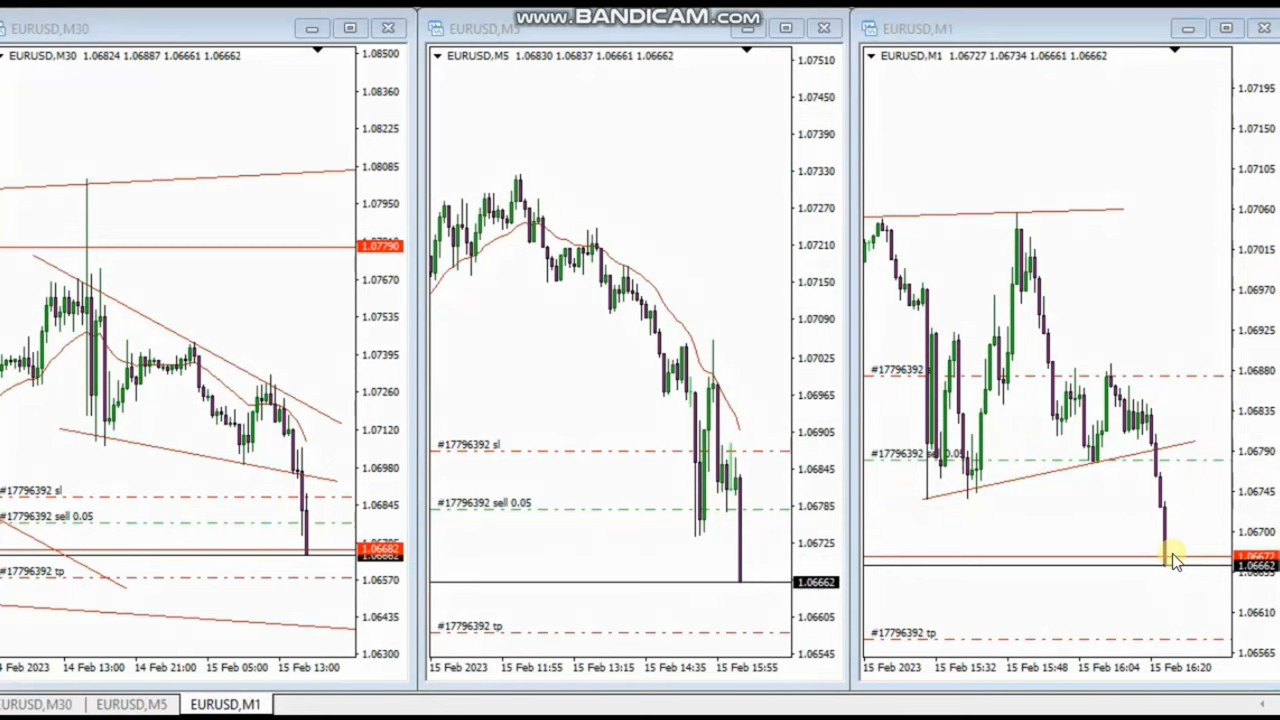 www.BANDICAM.com
EURUSD,M30
EURUSD,M30 1.06824 1.06887 1.06661 1.06662
1.08500
1.08360
1.08225
1.08085
1.07950
1.07790
1.07670
1.07535
1.07395
1.07260
1.07120
1.06980
1.06845
1.06682
1.06570
1.06435
1.06300
#17796392 sl
#17796392 sell 0.05
#17796392 tp
4 Feb 2023 14 Feb 13:00 14 Feb 21:00 15 Feb 05:00 15 Feb 13:00
EURUSD,M5
EURUSD,M5 1.06830 1.06837 1.06661 1.06662
1.07510
1.07450
1.07390
1.07330
1.07270
1.07210
1.07150
1.07090
1.07025
1.06965
1.06905
1.06845
1.06785
1.06725
1.06662
1.06605
1.06545
#17796392 sl
#17796392 sell 0.05
#17796392 tp
15 Feb 2023 15 Feb 11:55 15 Feb 13:15 15 Feb 14:35 15 Feb 15:55
EURUSD,M1
EURUSD,M1 1.06727 1.06734 1.06661 1.06662
1.07195
1.07150
1.07105
1.07060
1.07015
1.06970
1.06925
1.06880
1.06835
1.06790
1.06745
1.06700
1.06672
1.06662
1.06610
1.06565
#17796392
#17796392 sell 0.05
#17796392 tp
15 Feb 2023 15 Feb 15:32 15 Feb 15:48 15 Feb 16:04 15 Feb 16:20
EURUSD,M30 EURUSD,M5 EURUSD,M1